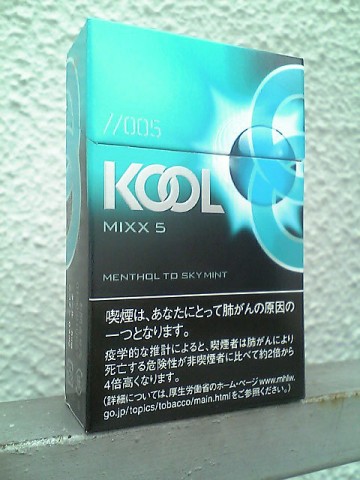 //005
KOOL
MIXX 5
MENTHOL TO SKYMINT
喫煙は、あなたにとって肺がんの原因の
一つとなります。
疫学的な推計によると、喫煙者は肺がんにより
死亡する危険性が非喫煙者に比べて約2倍から
4倍高くなります。
(詳細については、厚生労働省のホーム・ページ www.mhlw.
go.jp/topics/tobacco/main.htmlをご参照ください。)